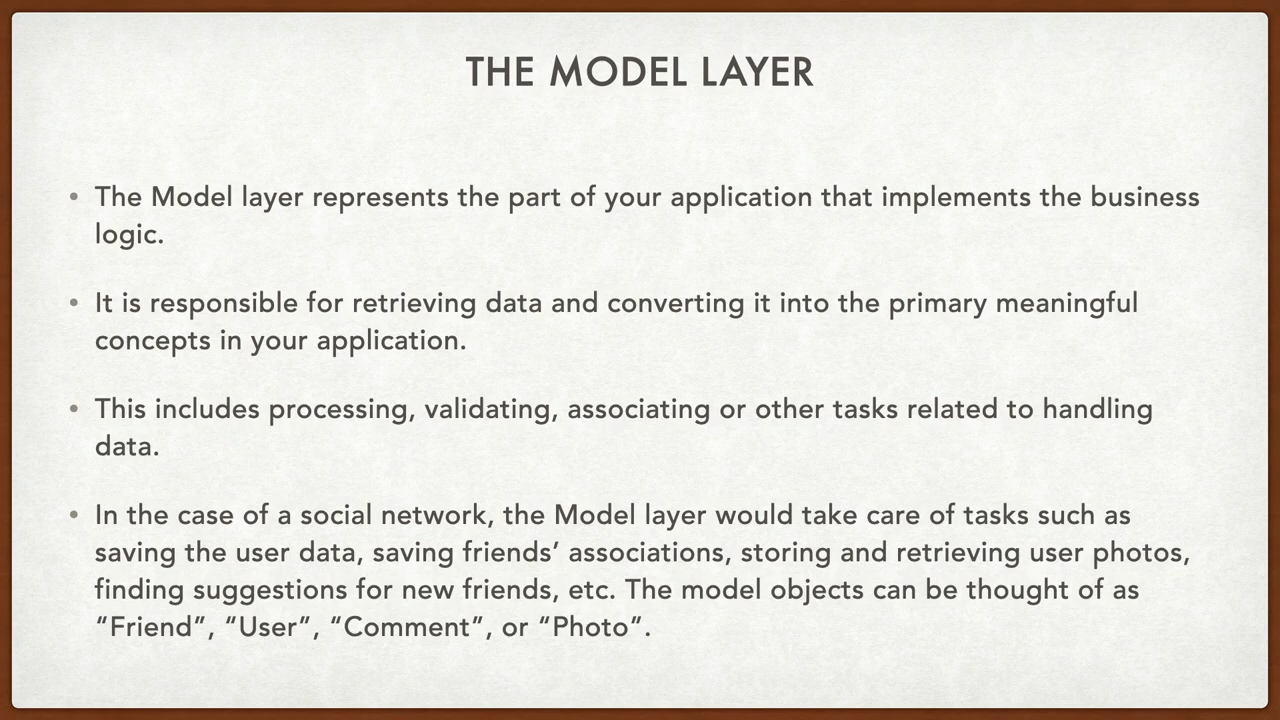 THE MODEL LAYER
• The Model layer represents the part of your application that implements the business
logic.
• It is responsible for retrieving data and converting it into the primary meaningful
concepts in your application.
• This includes processing, validating, associating or other tasks related to handling
data.
• In the case of a social network, the Model layer would take care of tasks such as
saving the user data, saving friends’ associations, storing and retrieving user photos,
finding suggestions for new friends, etc. The model objects can be thought of as
“Friend”, “User”, “Comment”, or “Photo”.